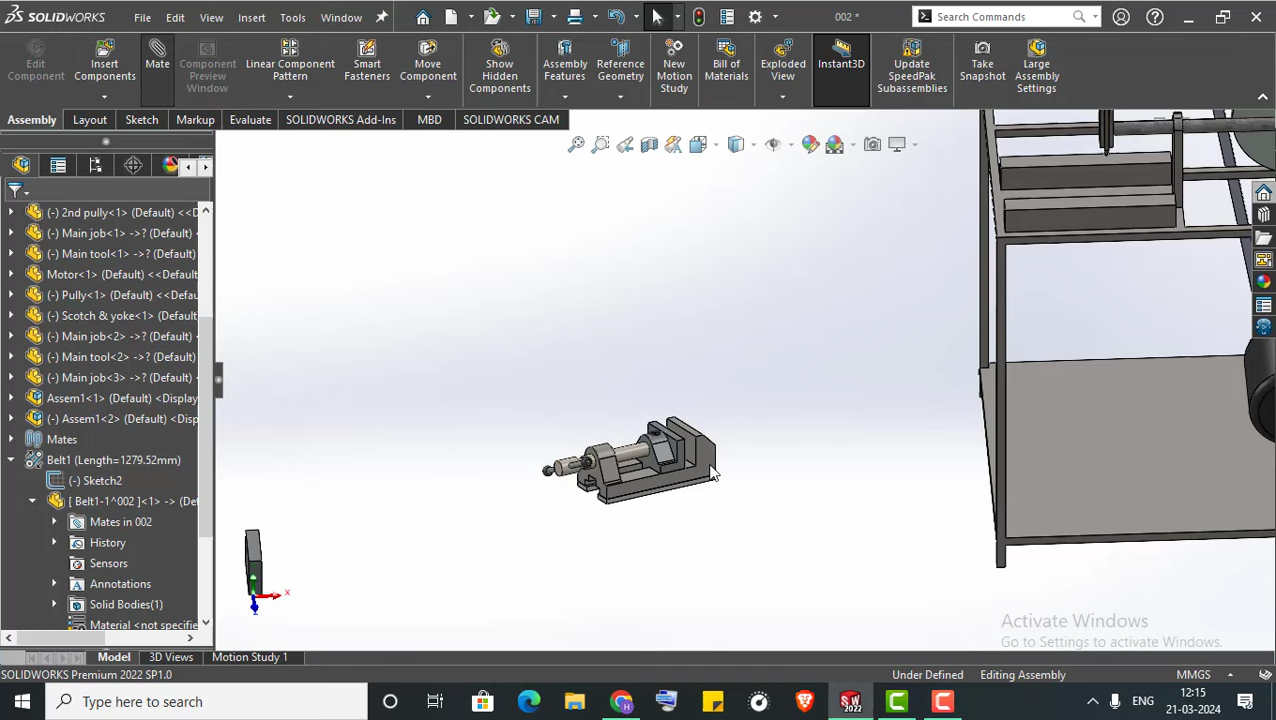 SOLIDWORKS File Edit View Insert Tools Window 002 * Search Commands
Edit Component
Insert Components
Mate
Component Preview Window
Linear Component Pattern
Smart Fasteners
Move Component
Show Hidden Components
Assembly Features
Reference Geometry
New Motion Study
Bill of Materials
Exploded View
Instant3D
Update SpeedPak Subassemblies
Take Snapshot
Large Assembly Settings
Assembly Layout Sketch Markup Evaluate SOLIDWORKS Add-Ins MBD SOLIDWORKS CAM
(-) 2nd pully<1> (Default) <<D
(-) Main job<1> ->? (Default)
(-) Main tool<1> ->? (Default)
Motor<1> (Default) <<Default
(-) Pully<1> (Default) <<Defau
(-) Scotch & yoke<1> (Default)
(-) Main job<2> ->? (Default)
(-) Main tool<2> ->? (Default)
(-) Main job<3> ->? (Default)
Assem1<1> (Default) <Display
(-) Assem1<2> (Default) <Disp
Mates
Belt1 (Length=1279.52mm)
(-) Sketch2
[ Belt1-1^002 ]<1> -> (Def
Mates in 002
History
Sensors
Annotations
Solid Bodies(1)
Material <not specifie
x
z
Activate Windows
Go to Settings to activate Windows.
Model 3D Views Motion Study 1
SOLIDWORKS Premium 2022 SP1.0 Under Defined Editing Assembly MMGS
Type here to search
SW
2022
ENG
12:15
21-03-2024